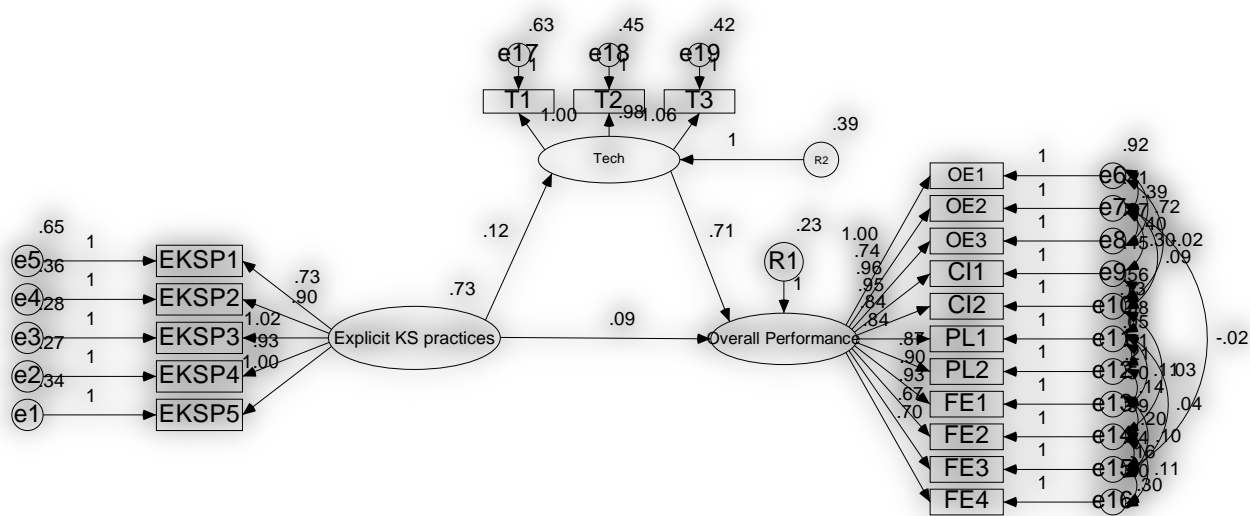 .63 .45 .42
e17 e18 e19
1 1 1
T1 T2 T3
1.00 .98 1.06
Tech
1
R2
.39
.12
.71
.73
.09
.23
R1
1
Explicit KS practices
Overall Performance
.65
e5 1 EKSP1
.36
e4 1 EKSP2
.28
e3 1 EKSP3
.27
e2 1 EKSP4
.34
e1 1 EKSP5
.73
.90
1.02
.93
1.00
1.00
.74
.96
.95
.84
.84
.87
.90
.93
.67
.70
.92
OE1 1 e6
OE2 1 e7
OE3 1 e8
CI1 1 e9
CI2 1 e10
PL1 1
PL2 1 e12
FE1 1 e13
FE2 1 e14
FE3 1 e15
FE4 1 e16
.39
.72
.40
.30
-.02
.09
-.02
.11
.03
.14
.04
.20
.10
.16
.11
.30